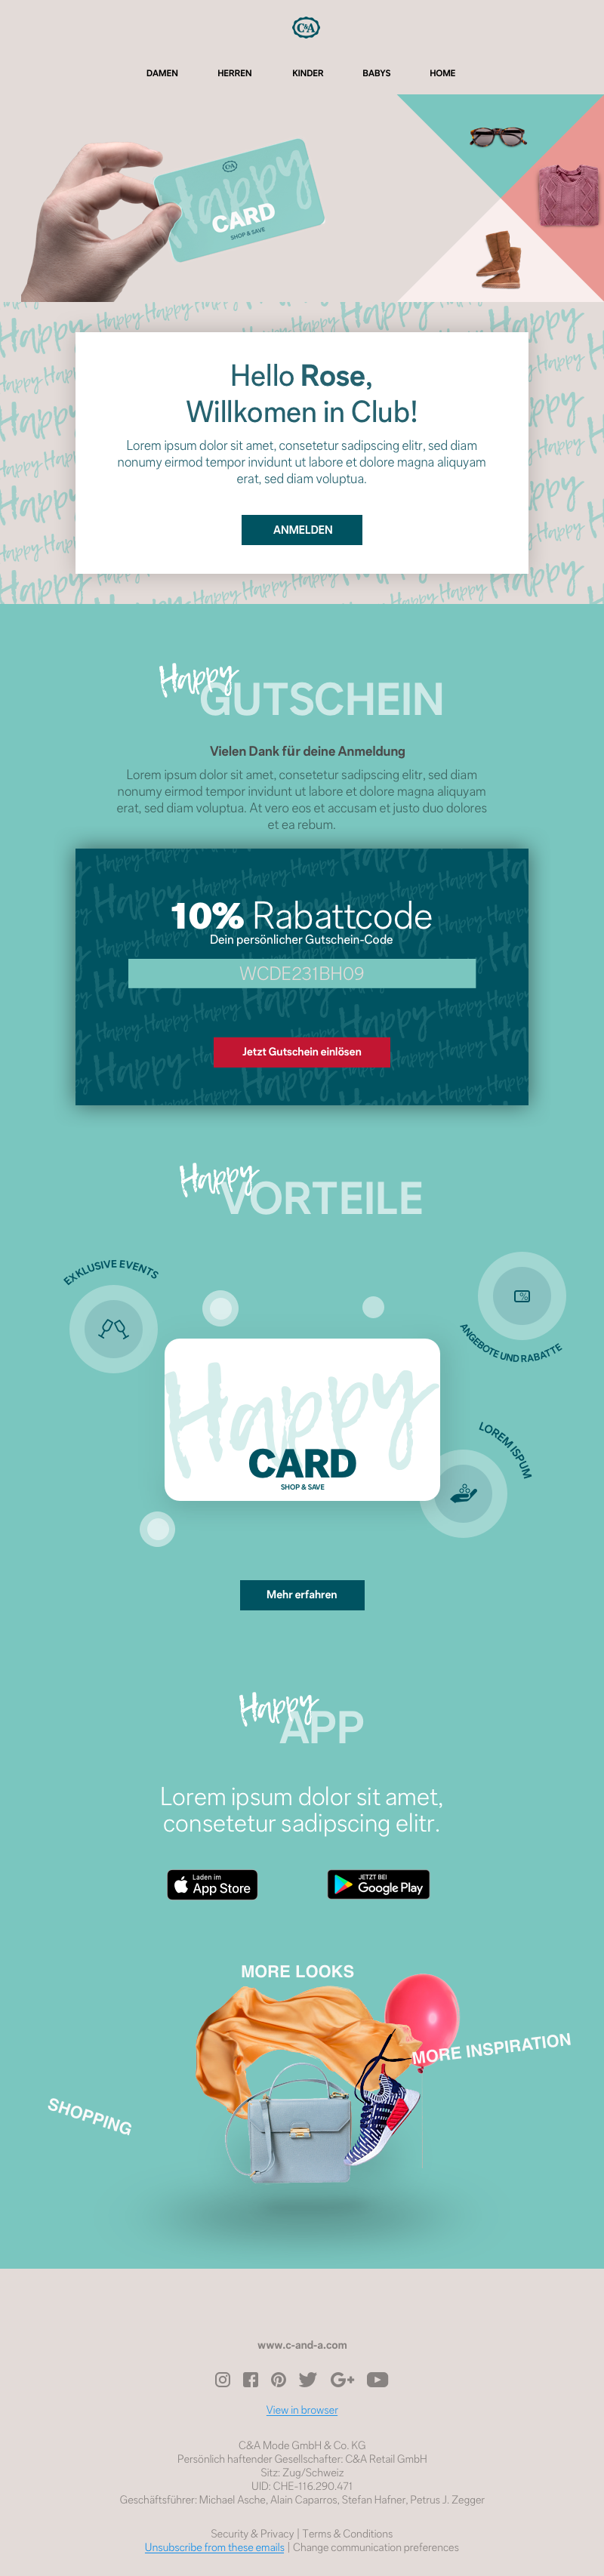 C&A
DAMEN HERREN KINDER BABYS HOME
C&A
Happy
CARD
SHOP & SAVE
Hello Rose,
Willkomen in Club!
Lorem ipsum dolor sit amet, consetetur sadipscing elitr, sed diam
nonumy eirmod tempor invidunt ut labore et dolore magna aliquyam
erat, sed diam voluptua.
ANMELDEN
Happy
GUTSCHEIN
Vielen Dank für deine Anmeldung
Lorem ipsum dolor sit amet, consetetur sadipscing elitr, sed diam
nonumy eirmod tempor invidunt ut labore et dolore magna aliquyam
erat, sed diam voluptua. At vero eos et accusam et justo duo dolores
et ea rebum.
10% Rabattcode
Dein persönlicher Gutschein-Code
WCDE231BH09
Jetzt Gutschein einlösen
Happy
VORTEILE
EXKLUSIVE EVENTS
%
ANGEBOTE UND RABATTE
Happy
CARD
SHOP & SAVE
LOREM ISPUM
Mehr erfahren
Happy
APP
Lorem ipsum dolor sit amet,
consetetur sadipscing elitr.
Laden im
App Store
JETZT BEI
Google Play
MORE LOOKS
MORE INSPIRATION
SHOPPING
www.c-and-a.com
View in browser
C&A Mode GmbH & Co. KG
Persönlich haftender Gesellschafter: C&A Retail GmbH
Sitz: Zug/Schweiz
UID: CHE-116.290.471
Geschäftsführer: Michael Asche, Alain Caparros, Stefan Hafner, Petrus J. Zegger
Security & Privacy | Terms & Conditions
Unsubscribe from these emails | Change communication preferences